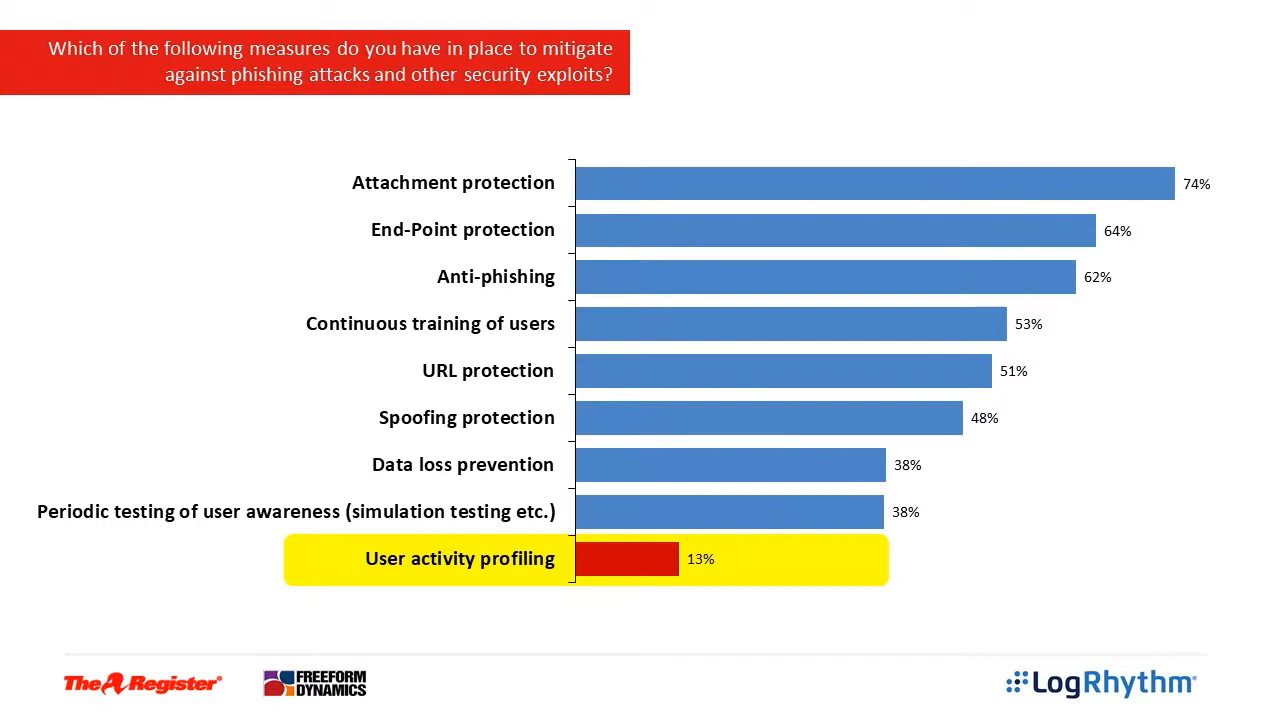 Which of the following measures do you have in place to mitigate
against phishing attacks and other security exploits?
Attachment protection 74%
End-Point protection 64%
Anti-phishing 62%
Continuous training of users 53%
URL protection 51%
Spoofing protection 48%
Data loss prevention 38%
Periodic testing of user awareness (simulation testing etc.) 38%
User activity profiling 13%
The Register®
FREEFORM
DYNAMICS
LogRhythm